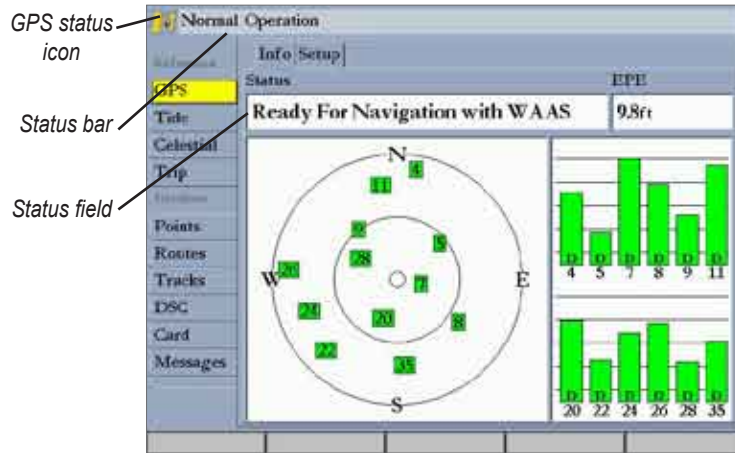 GPS status
icon
Normal Operation
Info Setup
GPS
Status
EPE
Status bar
Ready For Navigation with WAAS
9.8ft
Tide
Celestial
Trip
Status field
Points
Routes
Tracks
DSC
Card
Messages
N
4
11
9
5
28
26
W
7
E
24
20
8
22
35
S
D D D D D D
4 5 7 8 9 11
D D D D D D
20 22 24 26 28 35